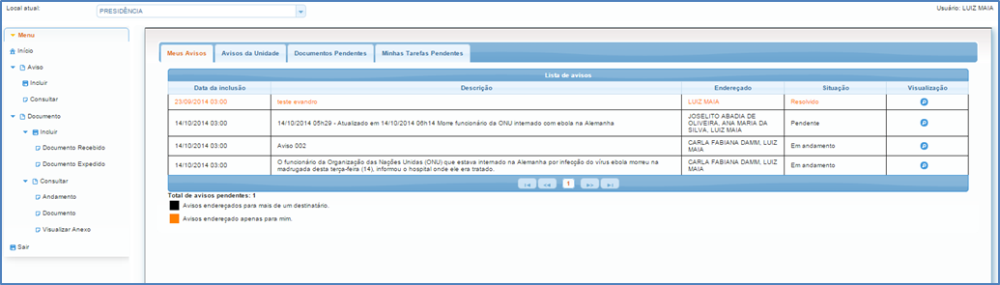 Local atual:
PRESIDÊNCIA
Usuário: LUIZ MAIA
Menu
Início
Aviso
Incluir
Consultar
Documento
Incluir
Documento Recebido
Documento Expedido
Consultar
Andamento
Documento
Visualizar Anexo
Sair
Meus Avisos
Avisos da Unidade
Documentos Pendentes
Minhas Tarefas Pendentes
Lista de avisos
Data da inclusão
Descrição
Endereçado
Situação
Visualização
23/09/2014 03:00
teste evandro
LUIZ MAIA
Resolvido
14/10/2014 03:00
14/10/2014 05h29 - Atualizado em 14/10/2014 06h14 Morre funcionário da ONU internado com ebola na Alemanha
JOSELITO ABADIA DE
OLIVEIRA, ANA MARIA DA
SILVA, LUIZ MAIA
Pendente
14/10/2014 03:00
Aviso 002
CARLA FABIANA DAMM, LUIZ
MAIA
Em andamento
14/10/2014 03:00
O funcionário da Organização das Nações Unidas (ONU) que estava internado na Alemanha por infecção do vírus ebola morreu na
madrugada desta terça-feira (14), informou o hospital onde ele era tratado.
CARLA FABIANA DAMM, LUIZ
MAIA
Em andamento
1
Total de avisos pendentes: 1
Avisos endereçados para mais de um destinatário.
Avisos endereçado apenas para mim.